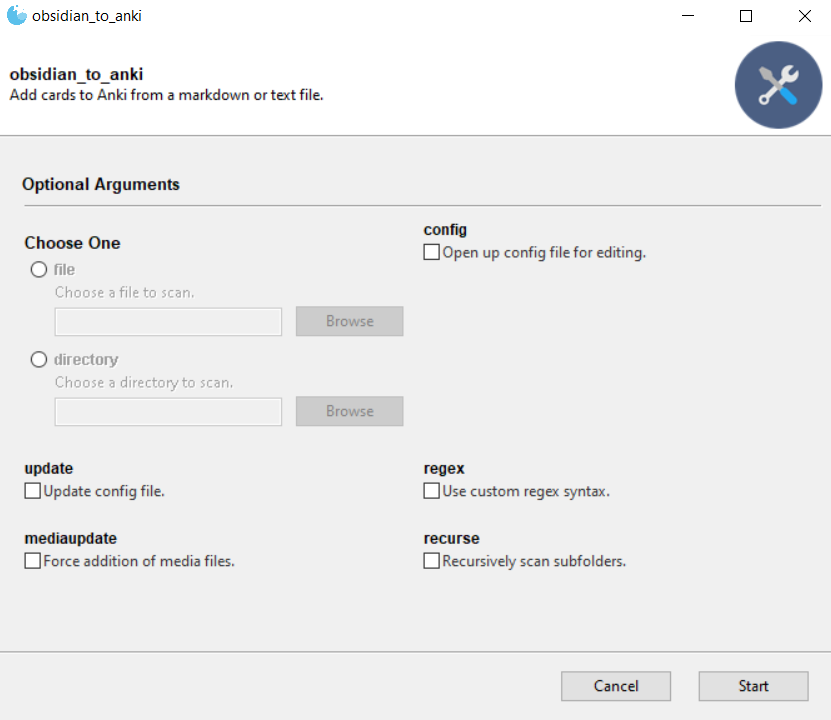 obsidian_to_anki
obsidian_to_anki
Add cards to Anki from a markdown or text file.
Optional Arguments
Choose One
file
Choose a file to scan.
Browse
directory
Choose a directory to scan.
Browse
config
Open up config file for editing.
update
Update config file.
regex
Use custom regex syntax.
mediaupdate
Force addition of media files.
recurse
Recursively scan subfolders.
Cancel
Start